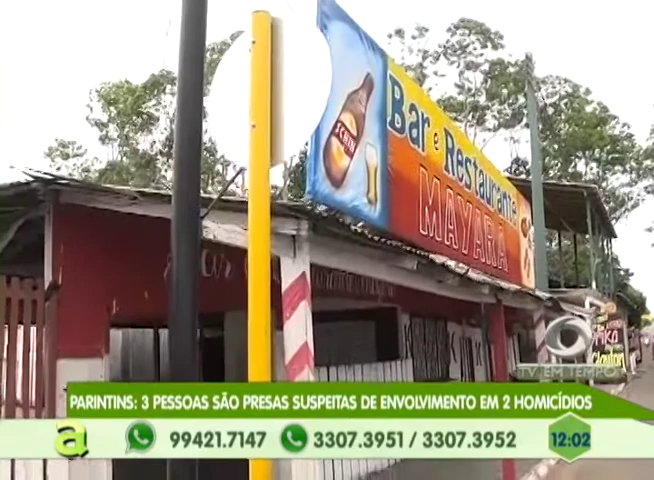 Bar e Restaurante
MAYARA
SCHIN
TV EM TEMPO
PARINTINS: 3 PESSOAS SÃO PRESAS SUSPEITAS DE ENVOLVIMENTO EM 2 HOMICÍDIOS
a
99421.7147
3307.3951 / 3307.3952
12:02